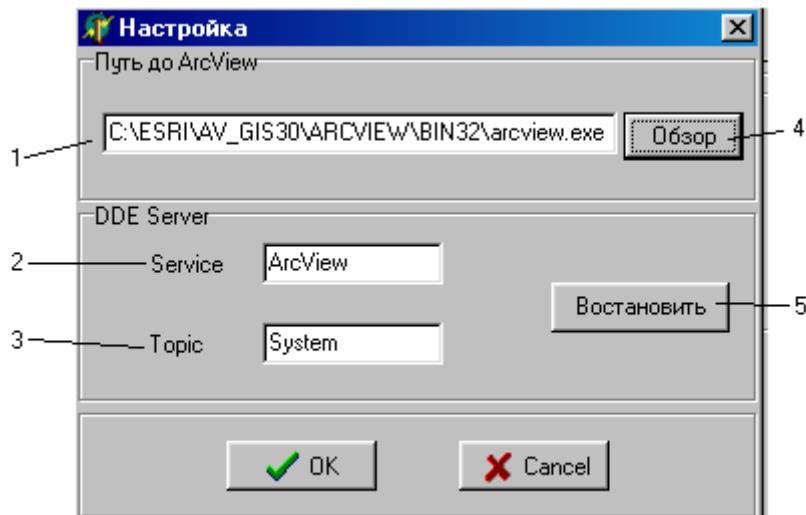 Настройка
Путь до ArcView
1
C:\ESRI\AV_GIS30\ARCVIEW\BIN32\arcview.exe
Обзор
4
DDE Server
2
Service
ArcView
Востановить
5
3
Topic
System
OK
Cancel